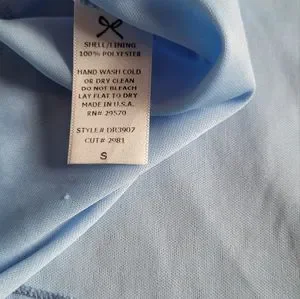 SHELL/LINING
100% POLYESTER
HAND WASH COLD
OR DRY CLEAN
DO NOT BLEACH
LAY FLAT TO DRY
MADE IN U.S.A.
RN# 29570
STYLE# DR3907
CUT# 2981
S